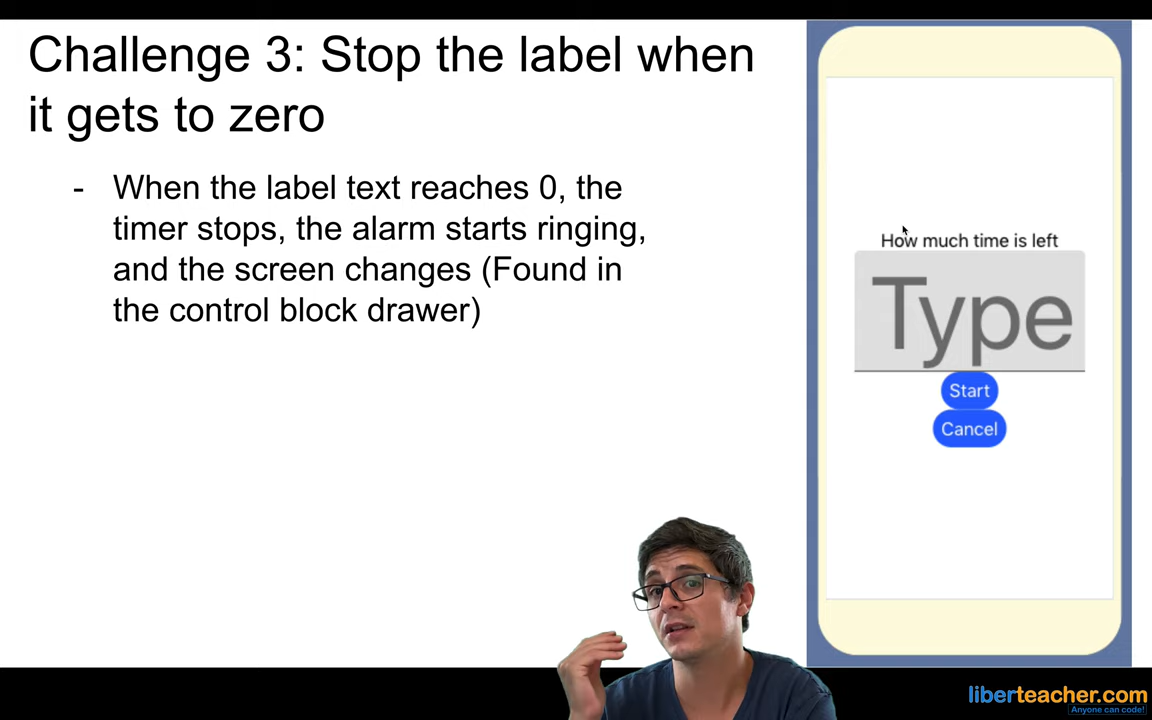 Challenge 3: Stop the label when
it gets to zero
- When the label text reaches 0, the
timer stops, the alarm starts ringing,
and the screen changes (Found in
the control block drawer)
How much time is left
Type
Start
Cancel
liberteacher.com
Anyone can code!